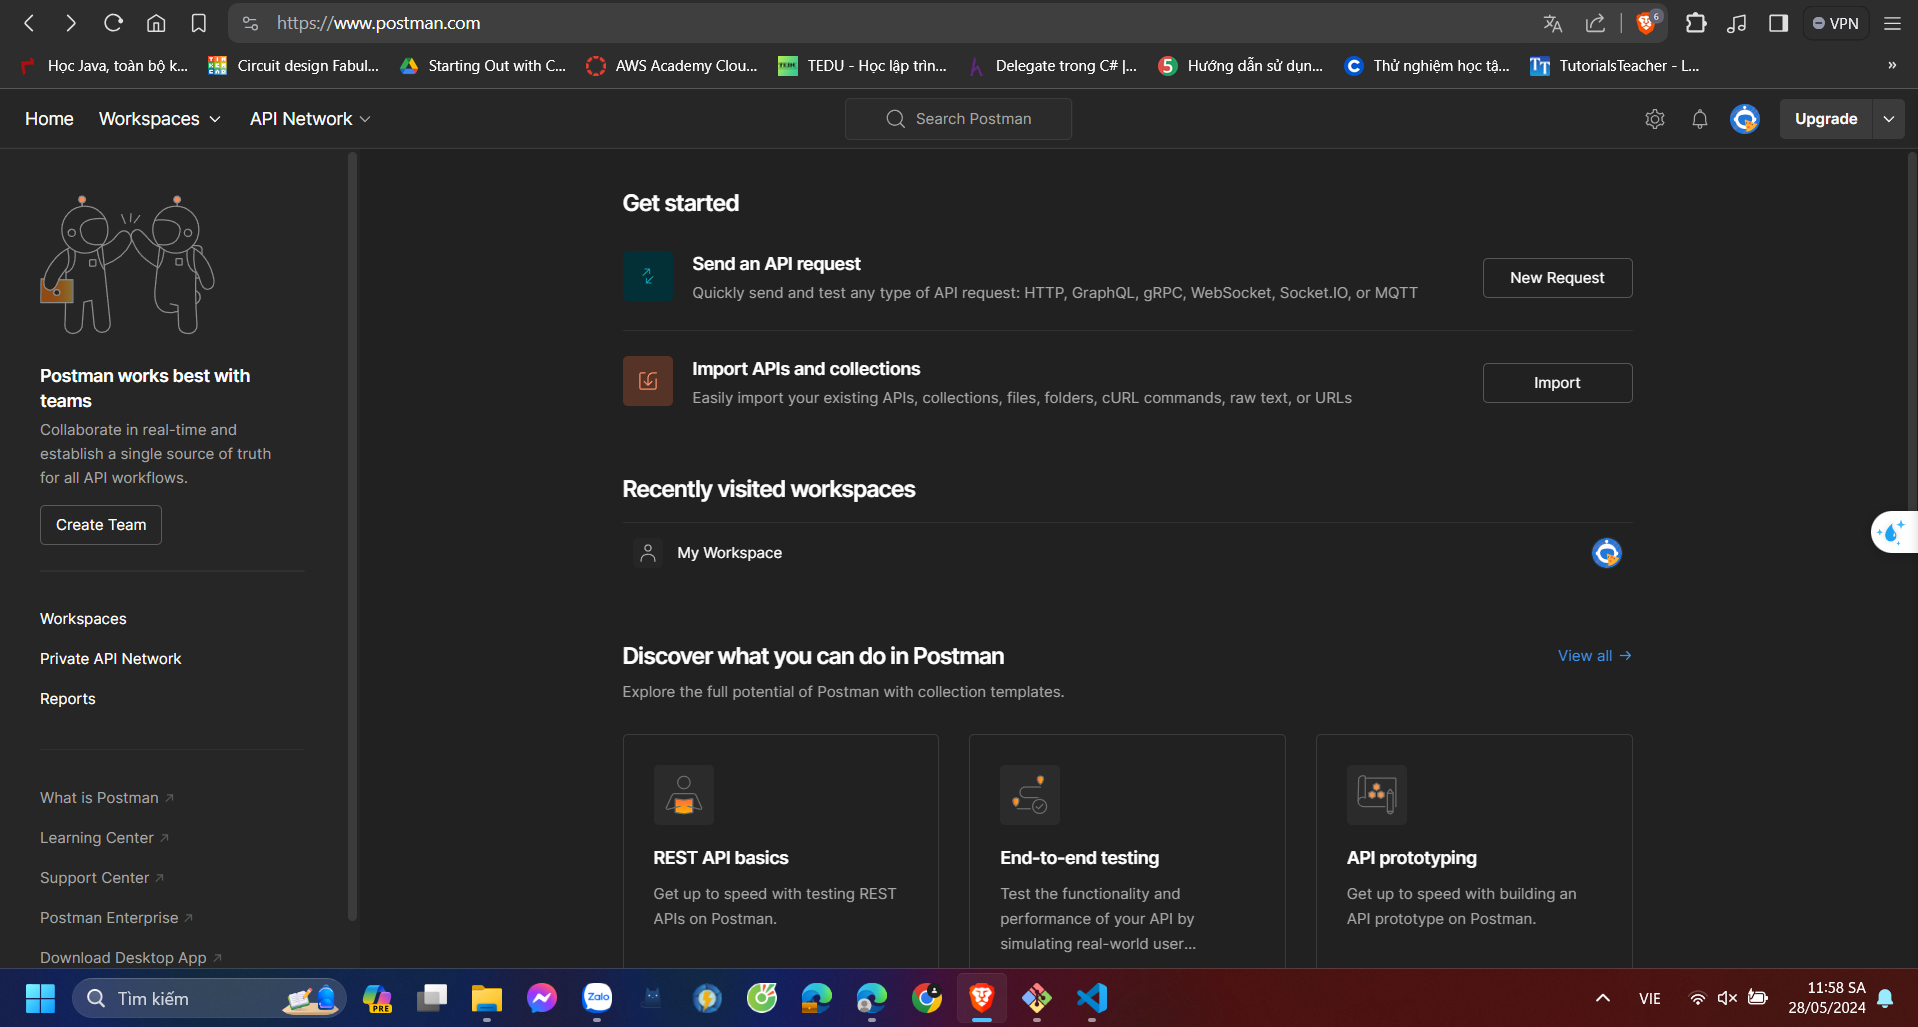 https://www.postman.com
6
VPN
Học Java, toàn bộ k...
Circuit design Fabul...
Starting Out with C...
AWS Academy Clou...
TEDU - Học lập trìn...
Delegate trong C# |...
Hướng dẫn sử dụn...
Thử nghiệm học tậ...
TutorialsTeacher - L...
Home
Workspaces
API Network
Search Postman
Upgrade
Postman works best with
teams
Collaborate in real-time and
establish a single source of truth
for all API workflows.
Create Team
Workspaces
Private API Network
Reports
What is Postman
Learning Center
Support Center
Postman Enterprise
Download Desktop App
Get started
Send an API request
Quickly send and test any type of API request: HTTP, GraphQL, gRPC, WebSocket, Socket.IO, or MQTT
New Request
Import APIs and collections
Easily import your existing APIs, collections, files, folders, cURL commands, raw text, or URLs
Import
Recently visited workspaces
My Workspace
Discover what you can do in Postman
View all →
Explore the full potential of Postman with collection templates.
REST API basics
Get up to speed with testing REST
APIs on Postman.
End-to-end testing
Test the functionality and
performance of your API by
simulating real-world user...
API prototyping
Get up to speed with building an
API prototype on Postman.
Tìm kiếm
PRE
Zalo
VIE
11:58 SA
28/05/2024